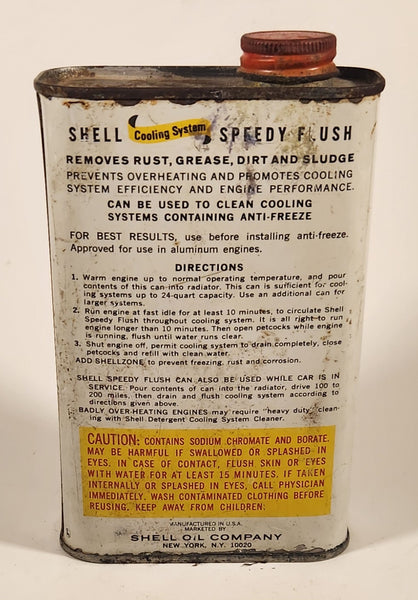 SHELL Cooling System SPEEDY FLUSH
REMOVES RUST, GREASE, DIRT AND SLUDGE
PREVENTS OVERHEATING AND PROMOTES COOLING
SYSTEM EFFICIENCY AND ENGINE PERFORMANCE.
CAN BE USED TO CLEAN COOLING
SYSTEMS CONTAINING ANTI-FREEZE
FOR BEST RESULTS, use before installing anti-freeze.
Approved for use in aluminum engines.
DIRECTIONS
1. Warm engine up to normal operating temperature, and pour
contents of this can into radiator. This can is sufficient for cool-
ing systems up to 24-quart capacity. Use an additional can for
larger systems.
2. Run engine at fast idle for at least 10 minutes, to circulate Shell
Speedy Flush throughout cooling system. It is all right to run
engine longer than 10 minutes. Then open petcocks while engine
is running, flush until water runs clear.
3. Shut engine off, permit cooling system to drain completely, close
petcocks and refill with clean water.
ADD SHELLZONE to prevent freezing, rust and corrosion.
SHELL SPEEDY FLUSH CAN ALSO BE USED WHILE CAR IS IN
SERVICE. Pour contents of can into the radiator, drive 100 to
200 miles, then drain and flush cooling system according to
directions given above.
BADLY OVER-HEATING ENGINES may require "heavy duty" clean-
ing with Shell Detergent Cooling System Cleaner.
CAUTION: CONTAINS SODIUM CHROMATE AND BORATE.
MAY BE HARMFUL IF SWALLOWED OR SPLASHED IN
EYES. IN CASE OF CONTACT, FLUSH SKIN OR EYES
WITH WATER FOR AT LEAST 15 MINUTES. IF TAKEN
INTERNALLY OR SPLASHED IN EYES, CALL PHYSICIAN
IMMEDIATELY. WASH CONTAMINATED CLOTHING BEFORE
REUSING. KEEP AWAY FROM CHILDREN.
MANUFACTURED IN U.S.A.
MARKETED BY
SHELL OIL COMPANY
NEW YORK, N.Y. 10020